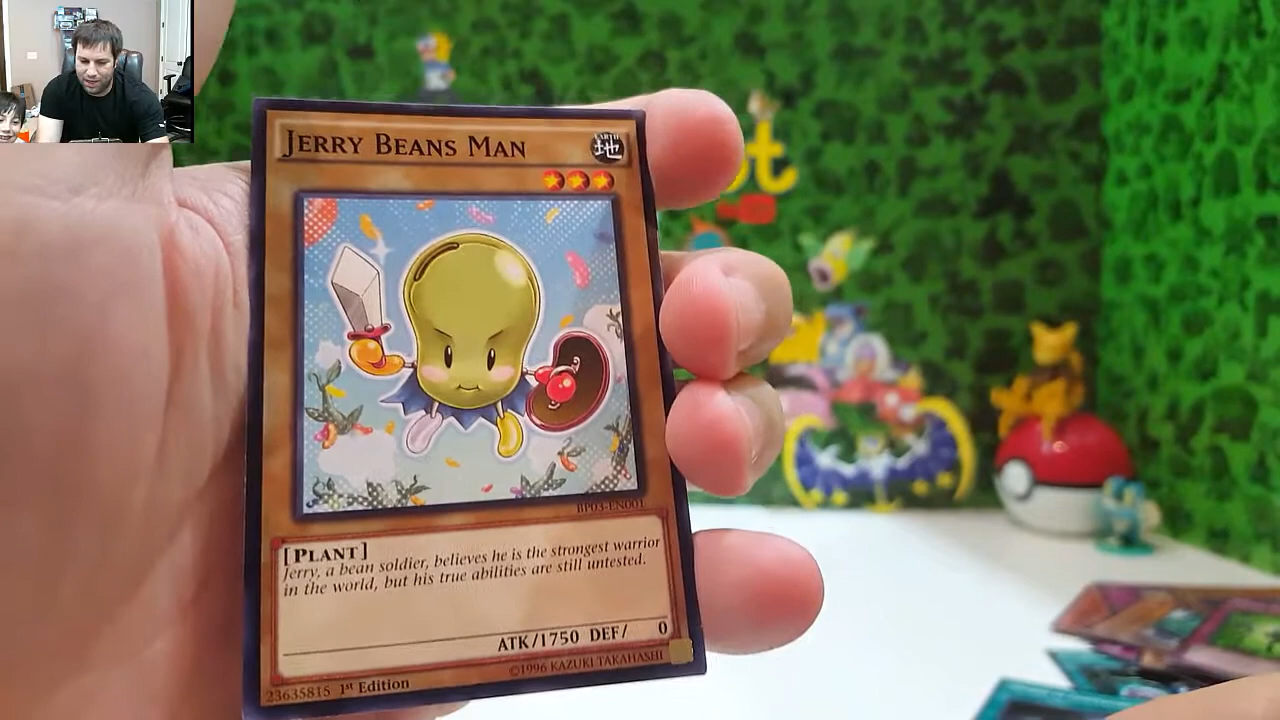 JERRY BEANS MAN
EARTH
地
BP03-EN001
[PLANT]
Jerry, a bean soldier, believes he is the strongest warrior
in the world, but his true abilities are still untested.
ATK/1750 DEF/ 0
23635815 1st Edition
©1996 KAZUKI TAKAHASHI